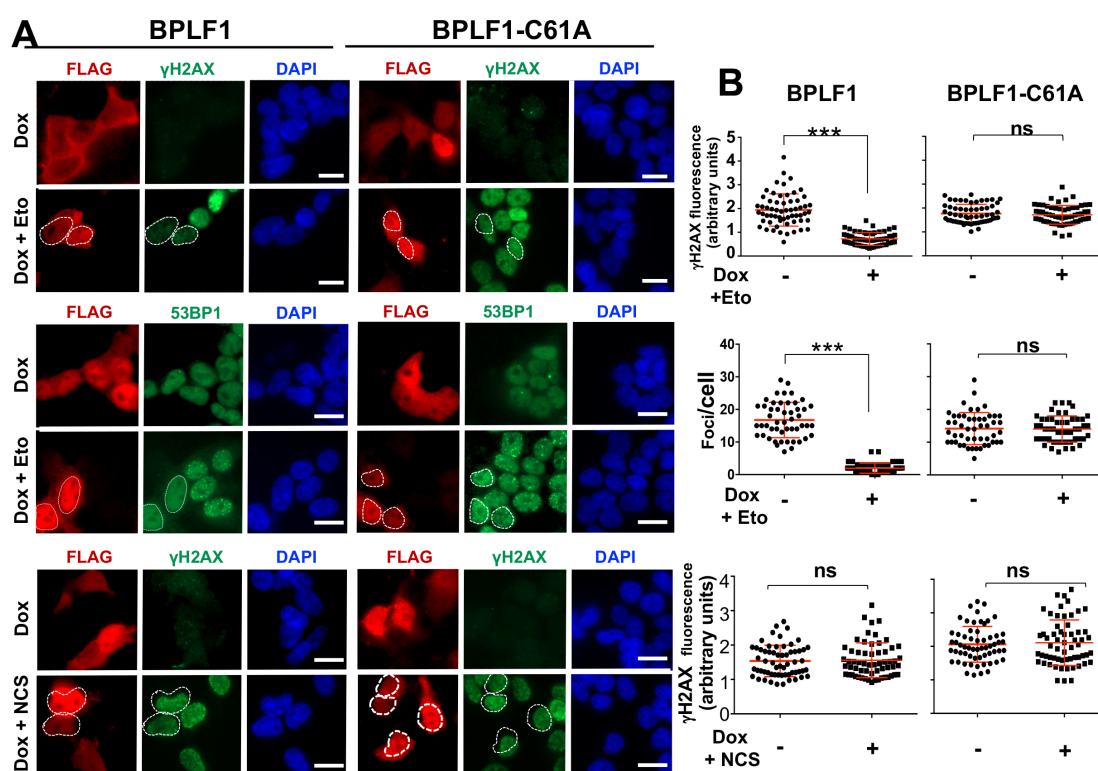 A
BPLF1 BPLF1-C61A
FLAG γH2AX DAPI FLAG γH2AX DAPI
Dox
Dox + Eto
FLAG 53BP1 DAPI FLAG 53BP1 DAPI
Dox
Dox + Eto
FLAG γH2AX DAPI FLAG γH2AX DAPI
Dox
Dox + NCS
B
BPLF1 BPLF1-C61A
γH2AX fluorescence
(arbitrary units)
5
4
3
2
1
0
*** ns
- + - +
Dox
+Eto
Foci/cell
40
30
20
10
0
*** ns
- + - +
Dox
+ Eto
γH2AX fluorescence
(arbitrary units)
4
3
2
1
0
ns ns
- + - +
Dox
+ NCS